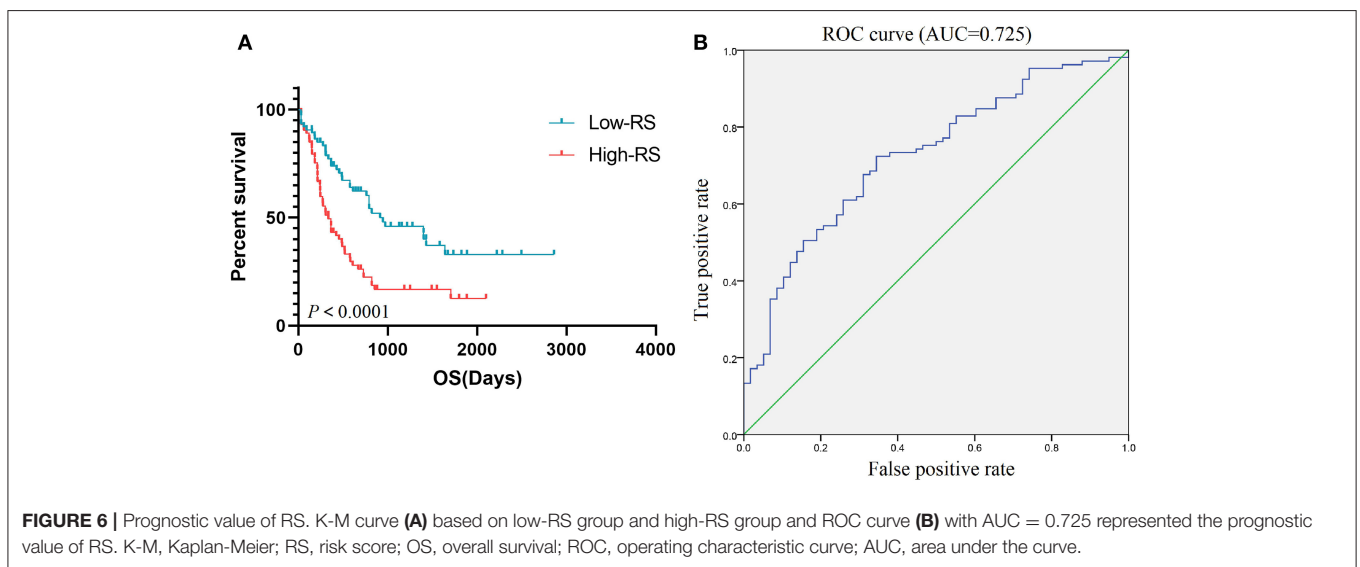 A
100
50
0
Percent survival
Low-RS
High-RS
P < 0.0001
0 1000 2000 3000 4000
OS(Days)
B
ROC curve (AUC=0.725)
1.0
0.8
0.6
0.4
0.2
0.0
True positive rate
0.0 0.2 0.4 0.6 0.8 1.0
False positive rate
FIGURE 6 | Prognostic value of RS. K-M curve (A) based on low-RS group and high-RS group and ROC curve (B) with AUC = 0.725 represented the prognostic
value of RS. K-M, Kaplan-Meier; RS, risk score; OS, overall survival; ROC, operating characteristic curve; AUC, area under the curve.